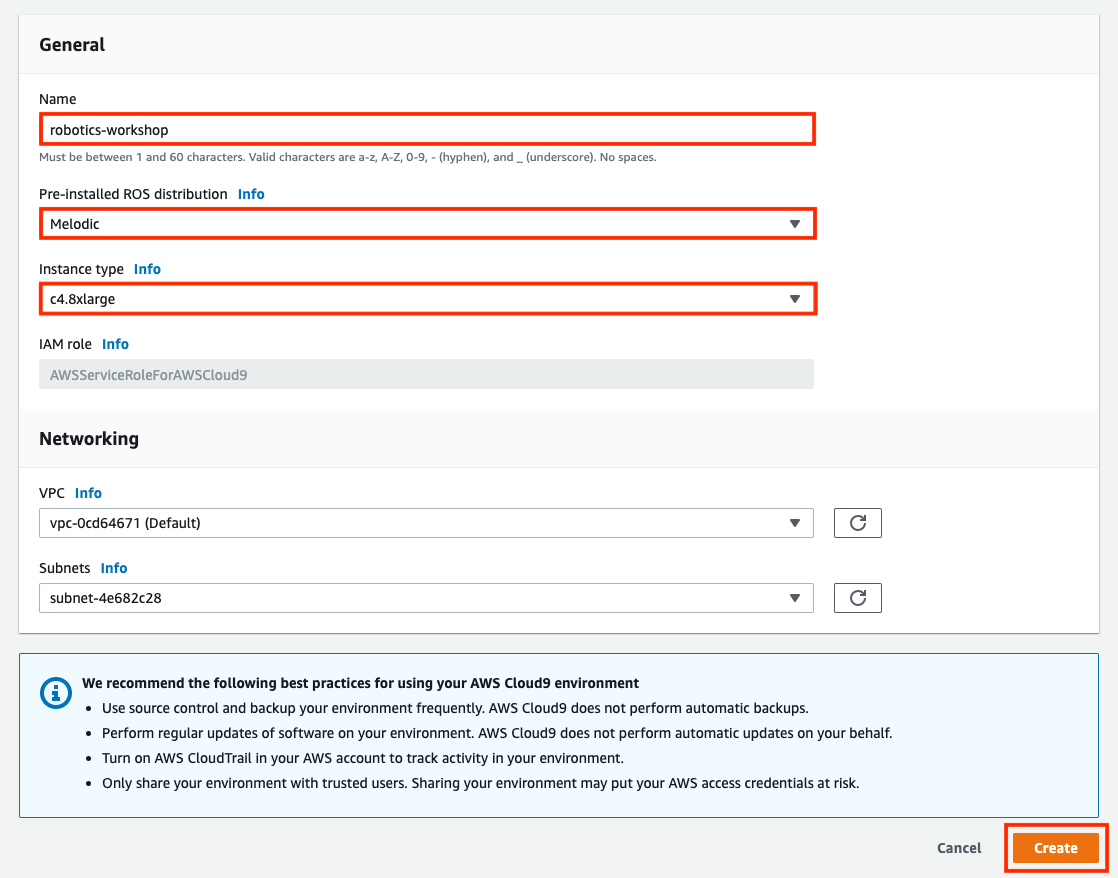 General
Name
robotics-workshop
Must be between 1 and 60 characters. Valid characters are a-z, A-Z, 0-9, - (hyphen), and _ (underscore). No spaces.
Pre-installed ROS distribution Info
Melodic
Instance type Info
c4.8xlarge
IAM role Info
AWSServiceRoleForAWSCloud9
Networking
VPC Info
vpc-0cd64671 (Default)
Subnets Info
subnet-4e682c28
We recommend the following best practices for using your AWS Cloud9 environment
• Use source control and backup your environment frequently. AWS Cloud9 does not perform automatic backups.
• Perform regular updates of software on your environment. AWS Cloud9 does not perform automatic updates on your behalf.
• Turn on AWS CloudTrail in your AWS account to track activity in your environment.
• Only share your environment with trusted users. Sharing your environment may put your AWS access credentials at risk.
Cancel Create